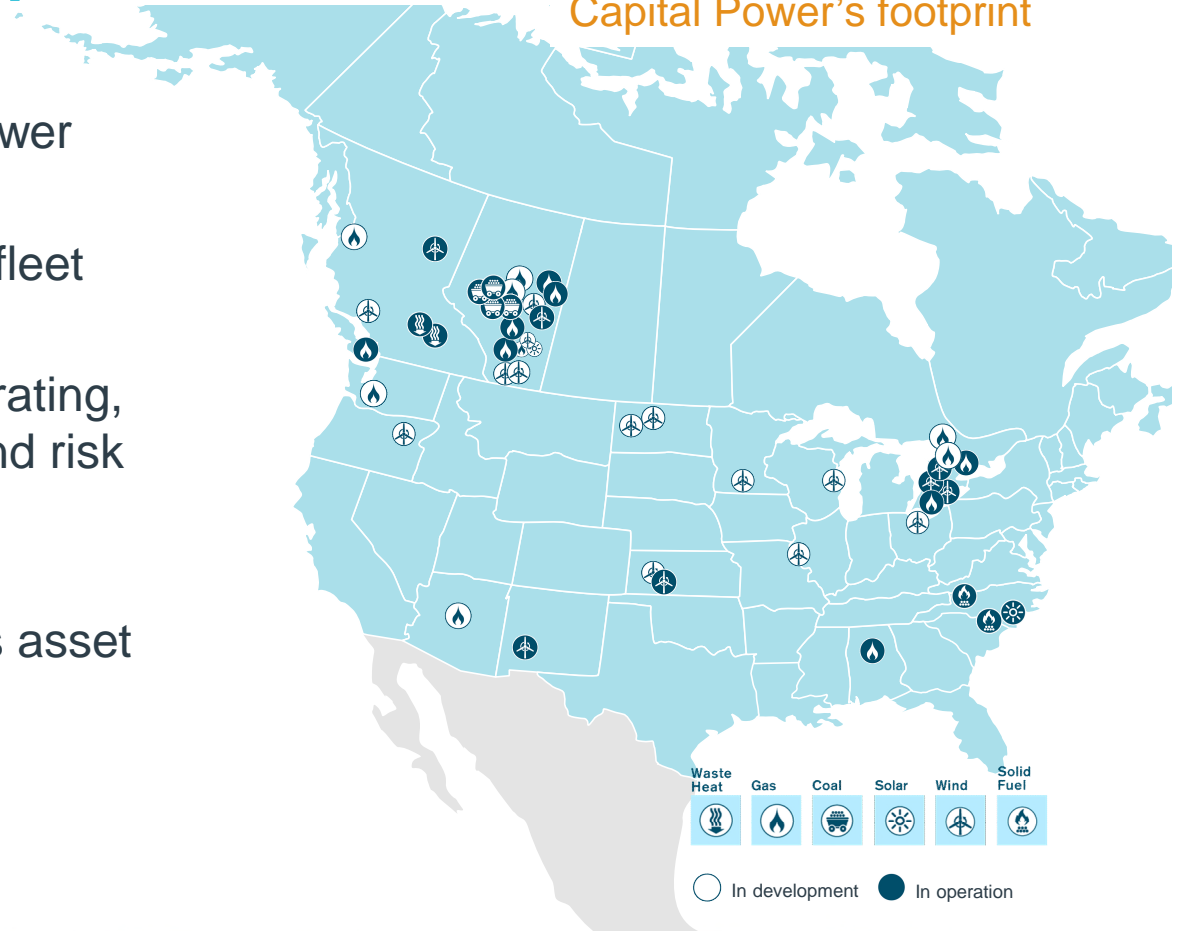 Capital Power's footprint
wer
fleet
rating,
nd risk
s asset
Waste
Heat
Gas
Coal
Solar
Wind
Solid
Fuel
In development
In operation